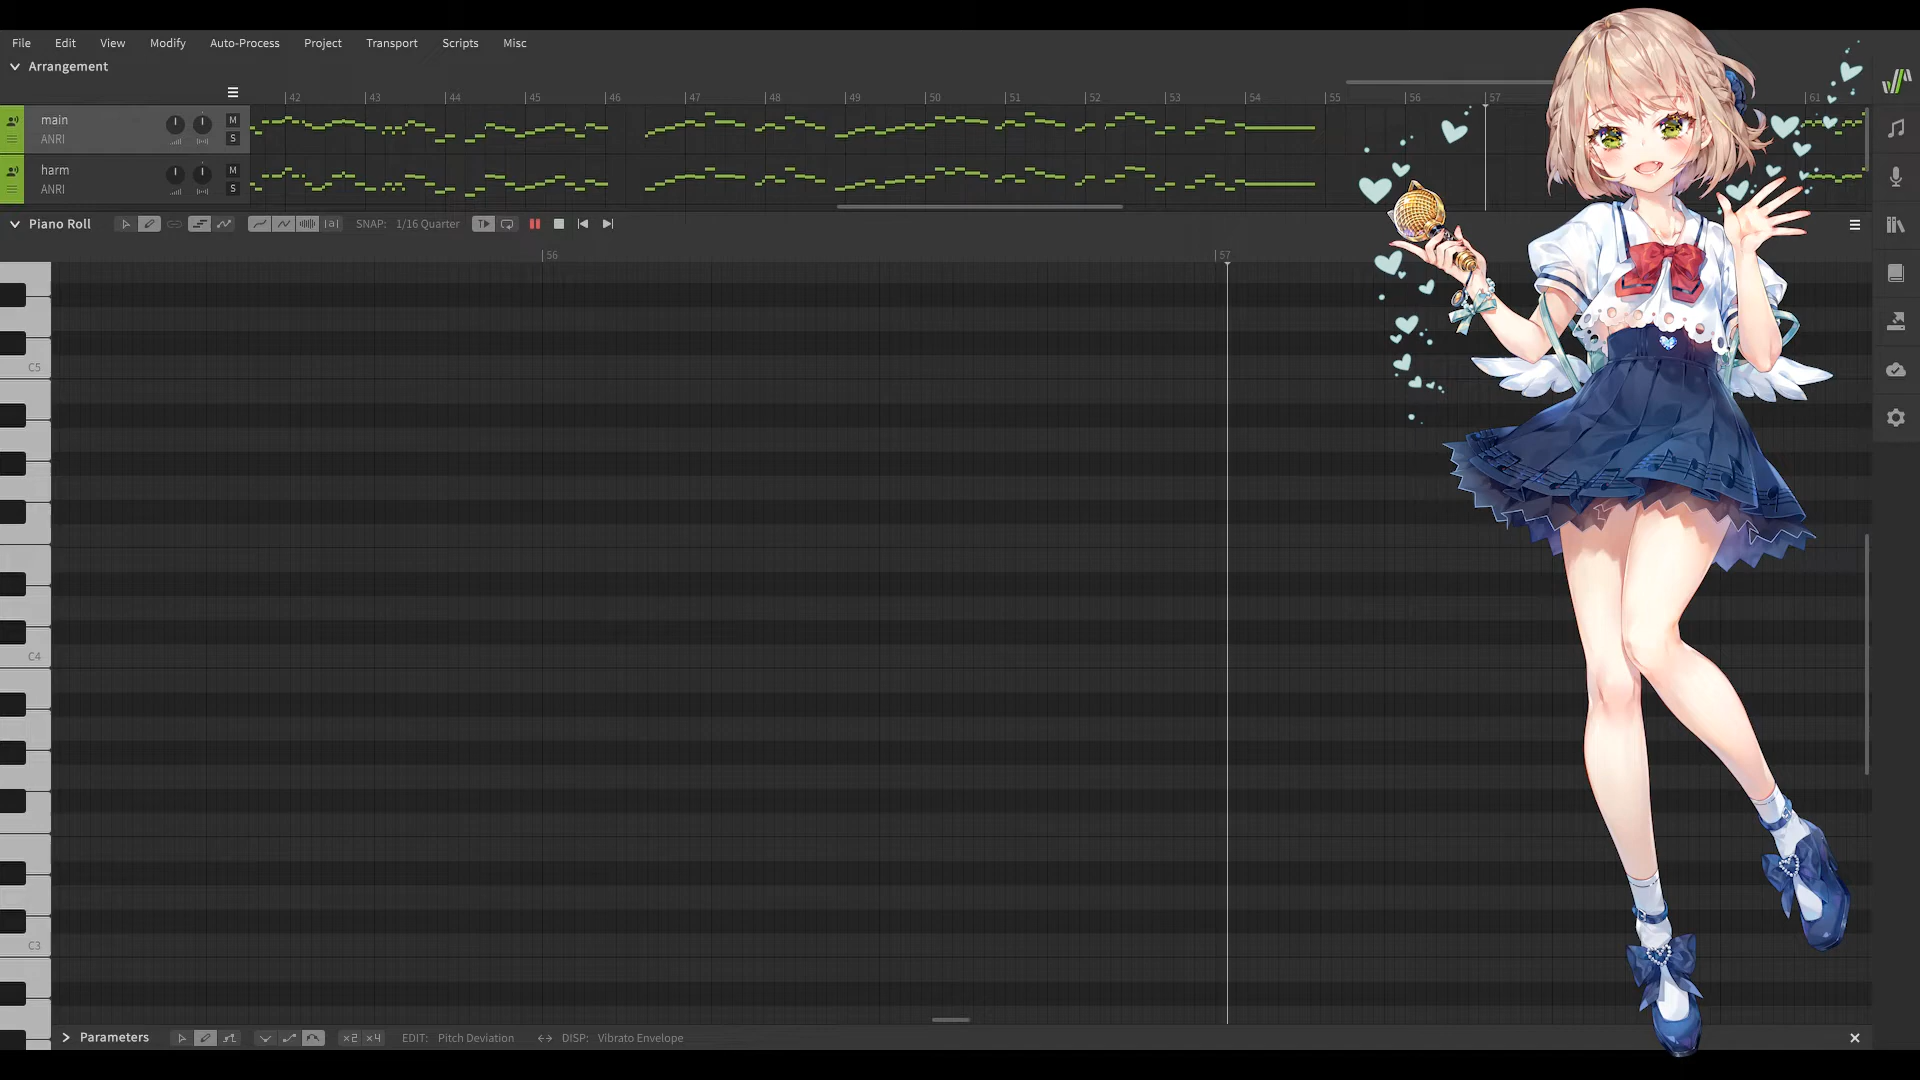 File Edit View Modify Auto-Process Project Transport Scripts Misc
Arrangement
42 43 44 45 46 47 48 49 50 51 52 53 54 55 56 57 61
main M
ANRI S
harm M
ANRI S
Piano Roll SNAP: 1/16 Quarter
56 57
C5
C4
C3
Parameters ×2 ×4 EDIT: Pitch Deviation DISP: Vibrato Envelope